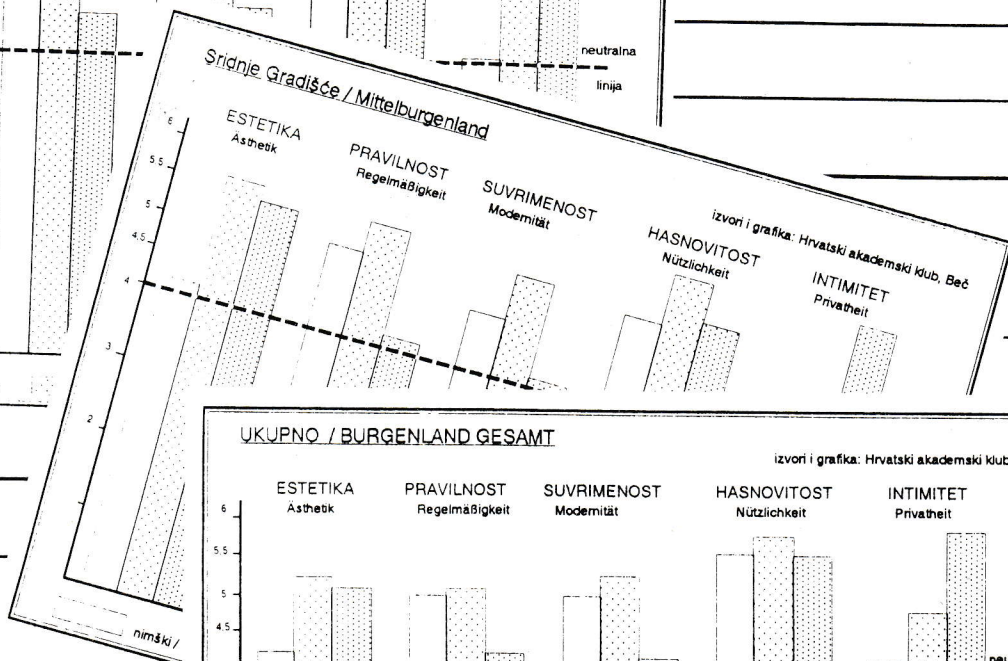 neutralna
linija
Sridnje Gradišće / Mittelburgenland
izvori i grafika: Hrvatski akademski klub, Beč
ESTETIKA
Ästhetik
PRAVILNOST
Regelmäßigkeit
SUVRIMENOST
Modernität
HASNOVITOST
Nützlichkeit
INTIMITET
Privatheit
6
5.5
5
4.5
4
3
2
nimški /
UKUPNO / BURGENLAND GESAMT
izvori i grafika: Hrvatski akademski klub
ESTETIKA
Ästhetik
PRAVILNOST
Regelmäßigkeit
SUVRIMENOST
Modernität
HASNOVITOST
Nützlichkeit
INTIMITET
Privatheit
6
5.5
5
4.5